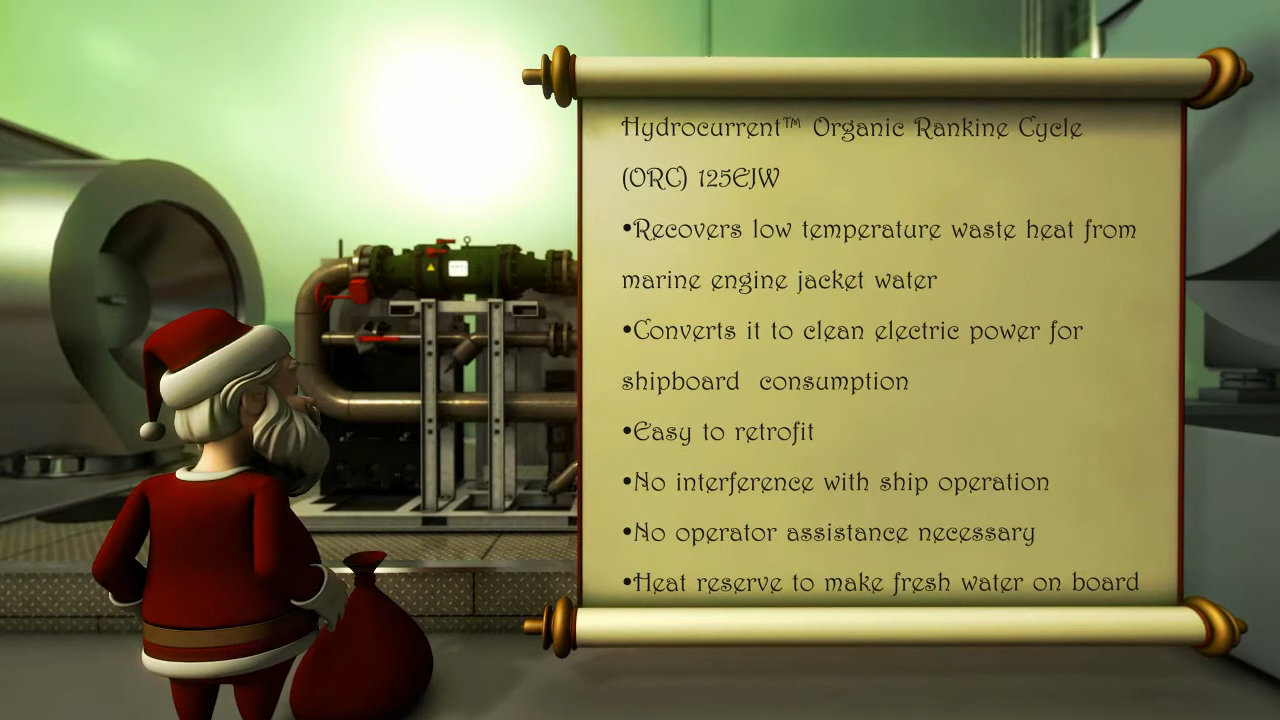 Hydrocurrent™ Organic Rankine Cycle
(ORC) 125EJW
•Recovers low temperature waste heat from
marine engine jacket water
•Converts it to clean electric power for
shipboard consumption
•Easy to retrofit
•No interference with ship operation
•No operator assistance necessary
•Heat reserve to make fresh water on board